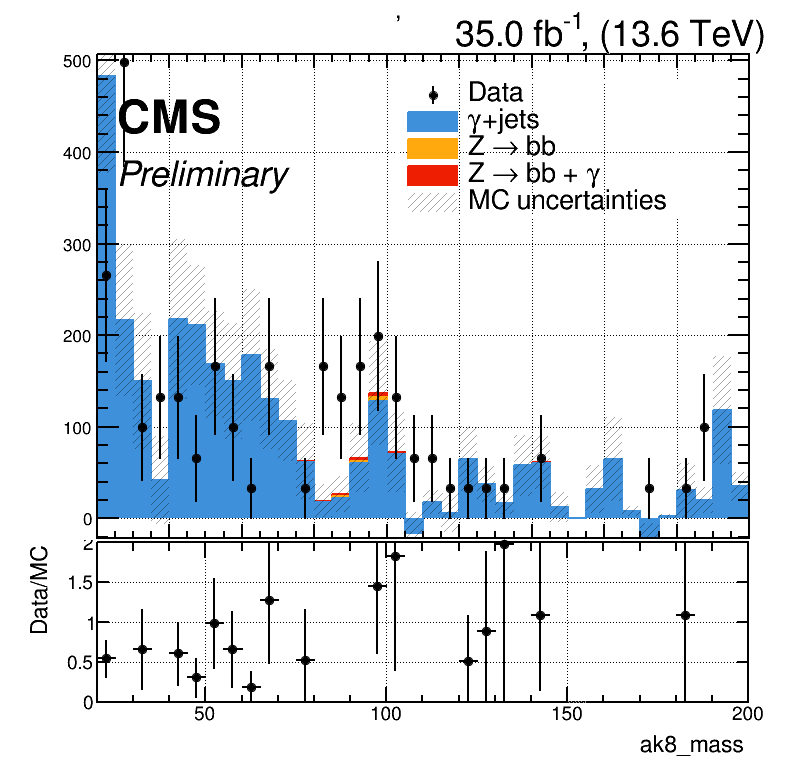 ,
35.0 fb-1, (13.6 TeV)
500
CMS
Preliminary
Data
γ+jets
Z → bb
Z → bb + γ
MC uncertainties
400
300
200
100
0
Data/MC
2
1.5
1
0.5
0
50
100
150
200
ak8_mass